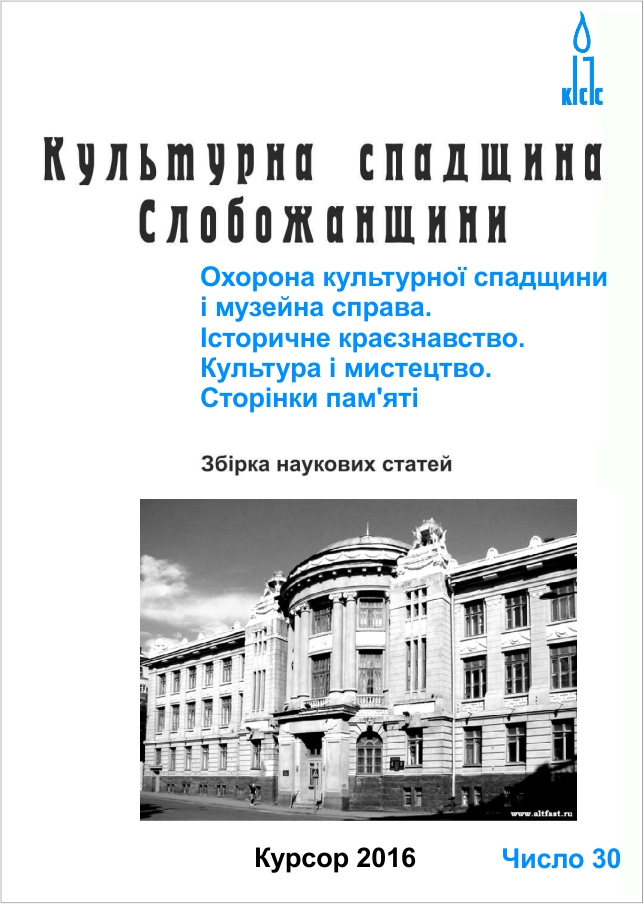 КСС
Культурна спадщина
Слобожанщини
Охорона культурної спадщини
і музейна справа.
Історичне краєзнавство.
Культура і мистецтво.
Сторінки пам'яті
Збірка наукових статей
www.altfast.ru
Курсор 2016
Число 30